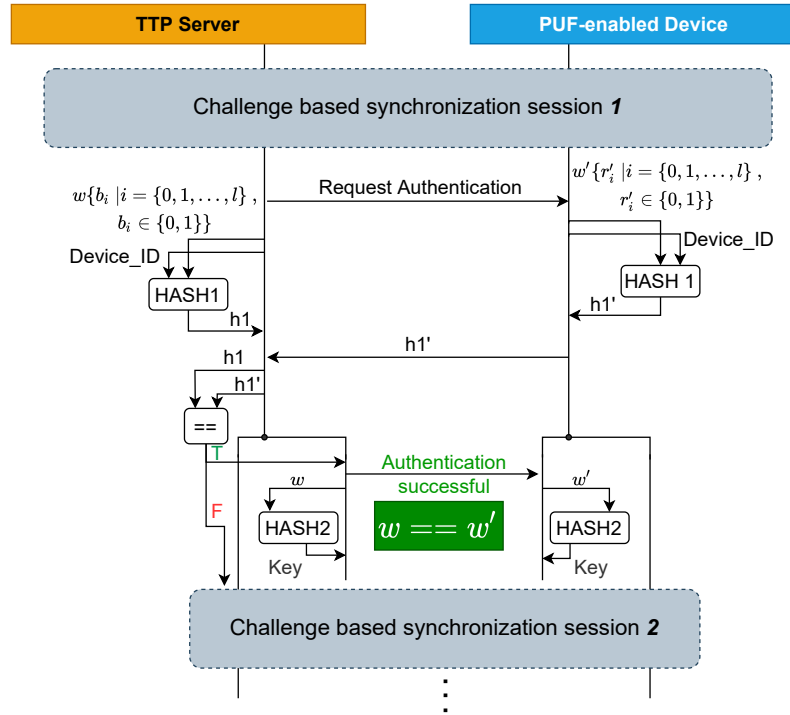 TTP Server
PUF-enabled Device
Challenge based synchronization session 1
w{b_i | i = {0, 1, …, l} ,
b_i ∈ {0, 1}}
Request Authentication
w′{r′_i | i = {0, 1, …, l} ,
r′_i ∈ {0, 1}}
Device_ID
Device_ID
HASH1
HASH 1
h1
h1'
h1'
h1
h1'
==
T
Authentication
successful
w
w′
F
HASH2
w == w′
HASH2
Key
Key
Challenge based synchronization session 2